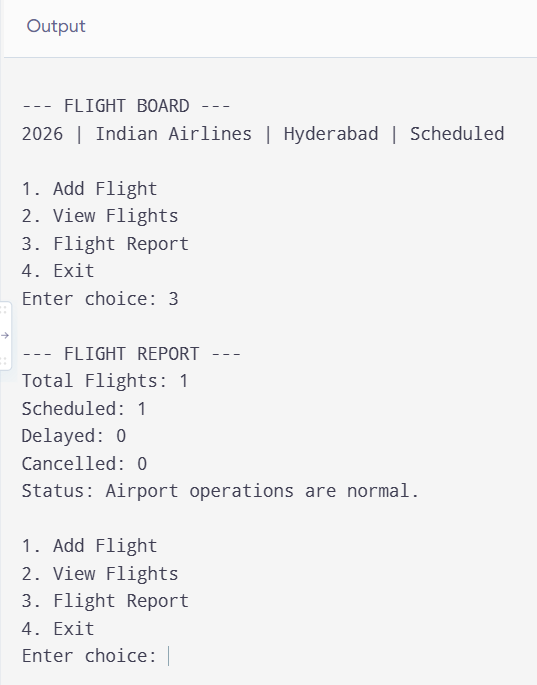 Output
--- FLIGHT BOARD ---
2026 | Indian Airlines | Hyderabad | Scheduled
1. Add Flight
2. View Flights
3. Flight Report
4. Exit
Enter choice: 3
--- FLIGHT REPORT ---
Total Flights: 1
Scheduled: 1
Delayed: 0
Cancelled: 0
Status: Airport operations are normal.
1. Add Flight
2. View Flights
3. Flight Report
4. Exit
Enter choice: